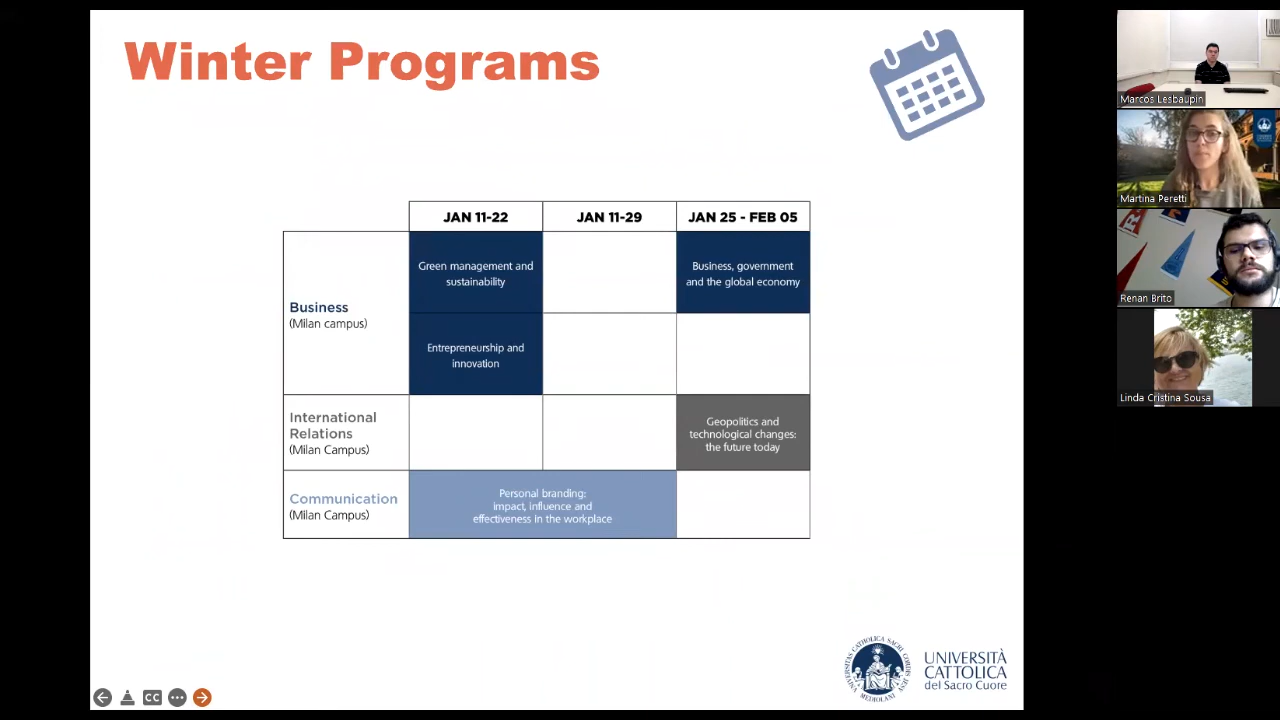 Winter Programs
JAN 11-22
JAN 11-29
JAN 25 - FEB 05
Business
(Milan campus)
Green management and
sustainability
Business, government
and the global economy
Entrepreneurship and
innovation
International
Relations
(Milan Campus)
Geopolitics and
technological changes:
the future today
Communication
(Milan Campus)
Personal branding:
impact, influence and
effectiveness in the workplace
UNIVERSITÀ
CATTOLICA
del Sacro Cuore
CC
Marcos Lesbaupin
Martina Peretti
Renan Brito
Linda Cristina Sousa